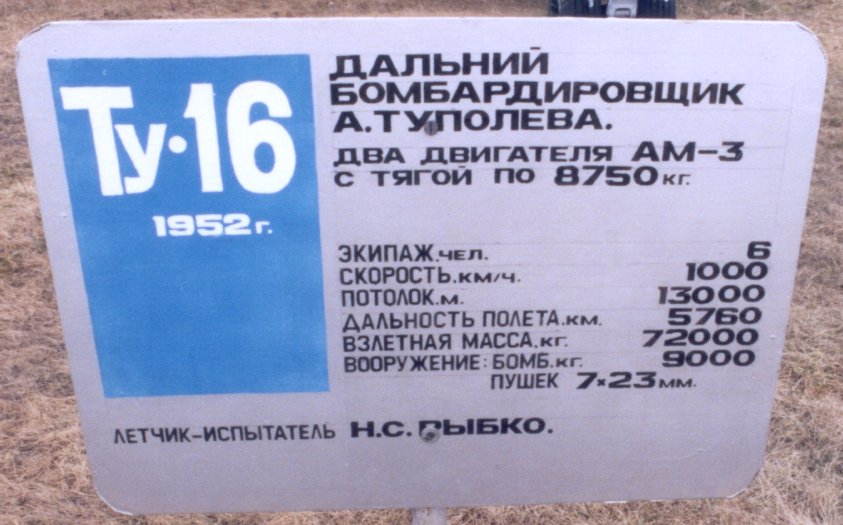 Ту·16
1952 г.
ДАЛЬНИЙ
БОМБАРДИРОВЩИК
А.ТУПОЛЕВА.
ДВА ДВИГАТЕЛЯ АМ–3
С ТЯГОЙ ПО 8750 кг.
ЭКИПАЖ.чел. 6
СКОРОСТЬ.км/ч. 1000
ПОТОЛОК.м. 13000
ДАЛЬНОСТЬ ПОЛЕТА.км. 5760
ВЗЛЕТНАЯ МАССА.кг. 72000
ВООРУЖЕНИЕ: БОМБ.кг. 9000
ПУШЕК 7×23 мм.
ЛЕТЧИК–ИСПЫТАТЕЛЬ Н.С. РЫБКО.